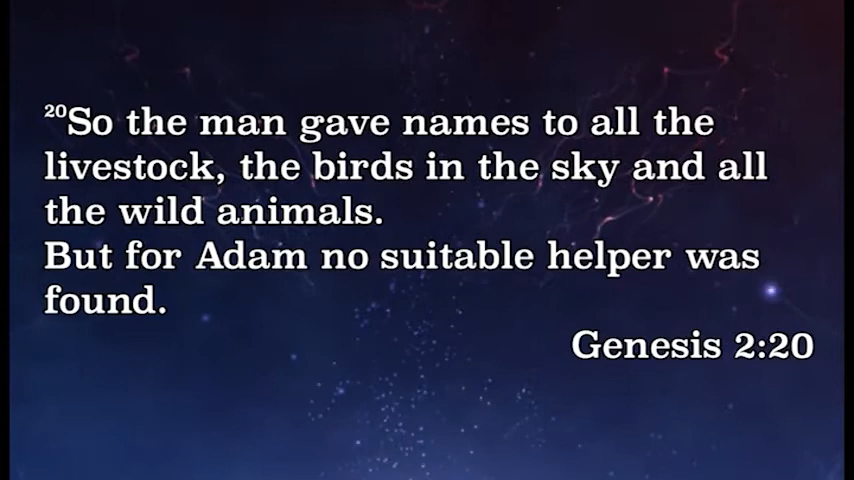 20So the man gave names to all the
livestock, the birds in the sky and all
the wild animals.
But for Adam no suitable helper was
found.
Genesis 2:20